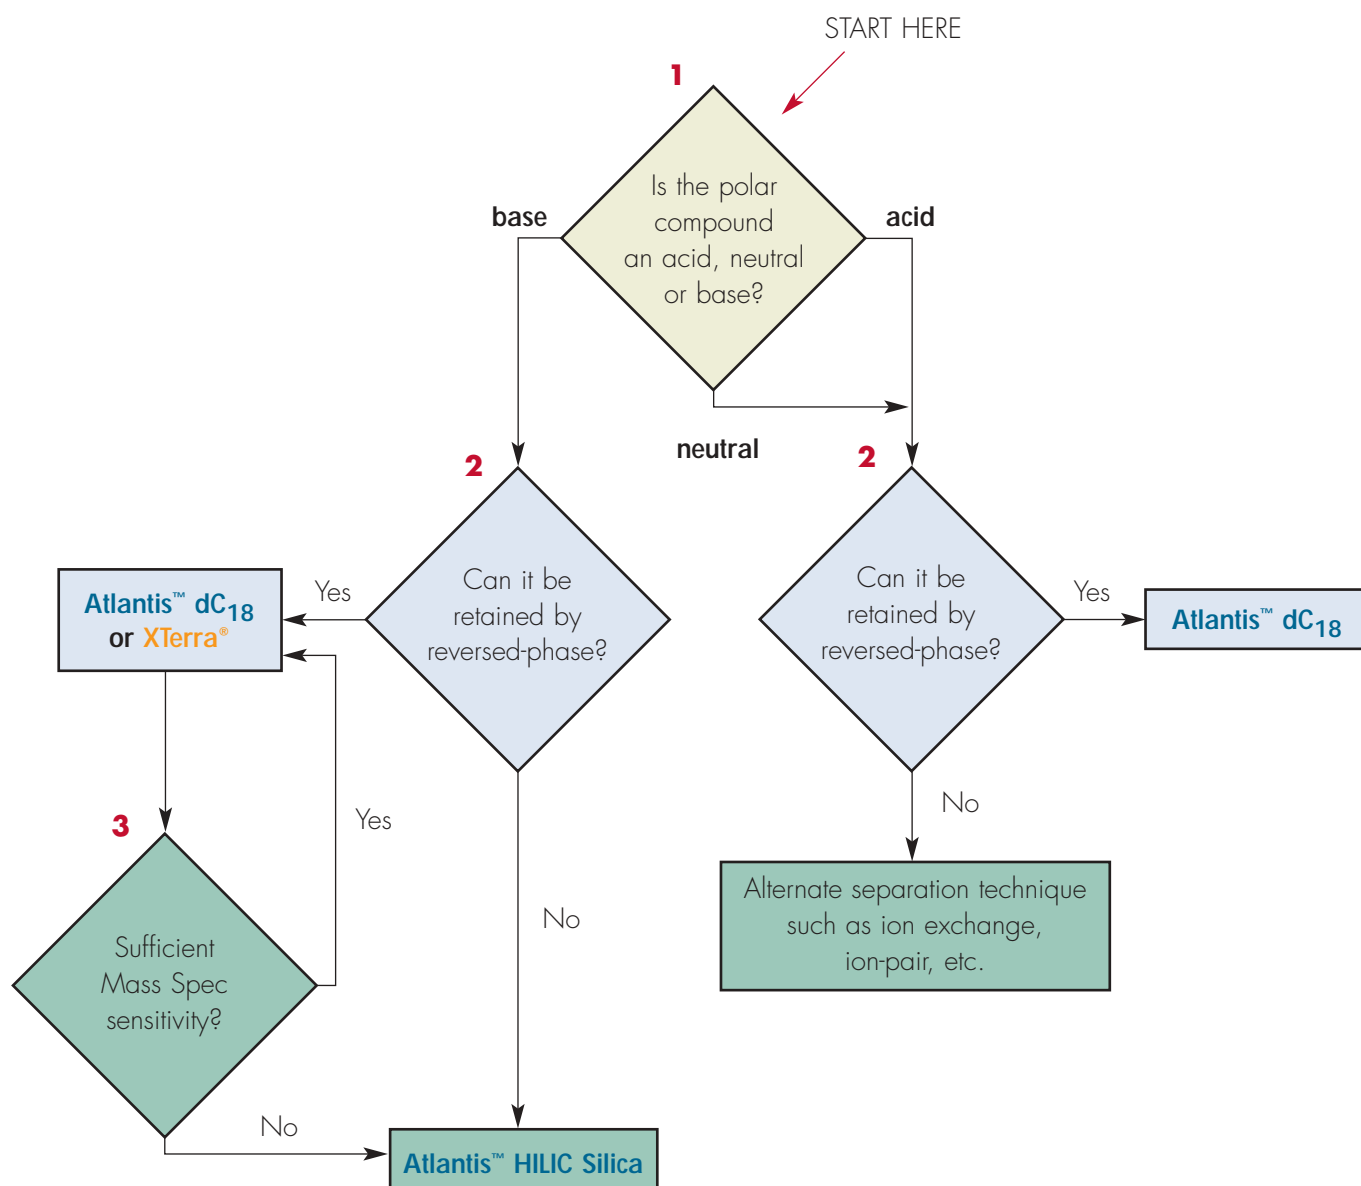 START HERE
1
Is the polar
compound
an acid, neutral
or base?
base
acid
neutral
2
Can it be
retained by
reversed-phase?
Yes
Atlantis™ dC18
or XTerra®
No
2
Can it be
retained by
reversed-phase?
Yes
Atlantis™ dC18
No
Alternate separation technique
such as ion exchange,
ion-pair, etc.
3
Sufficient
Mass Spec
sensitivity?
Yes
No
Atlantis™ HILIC Silica